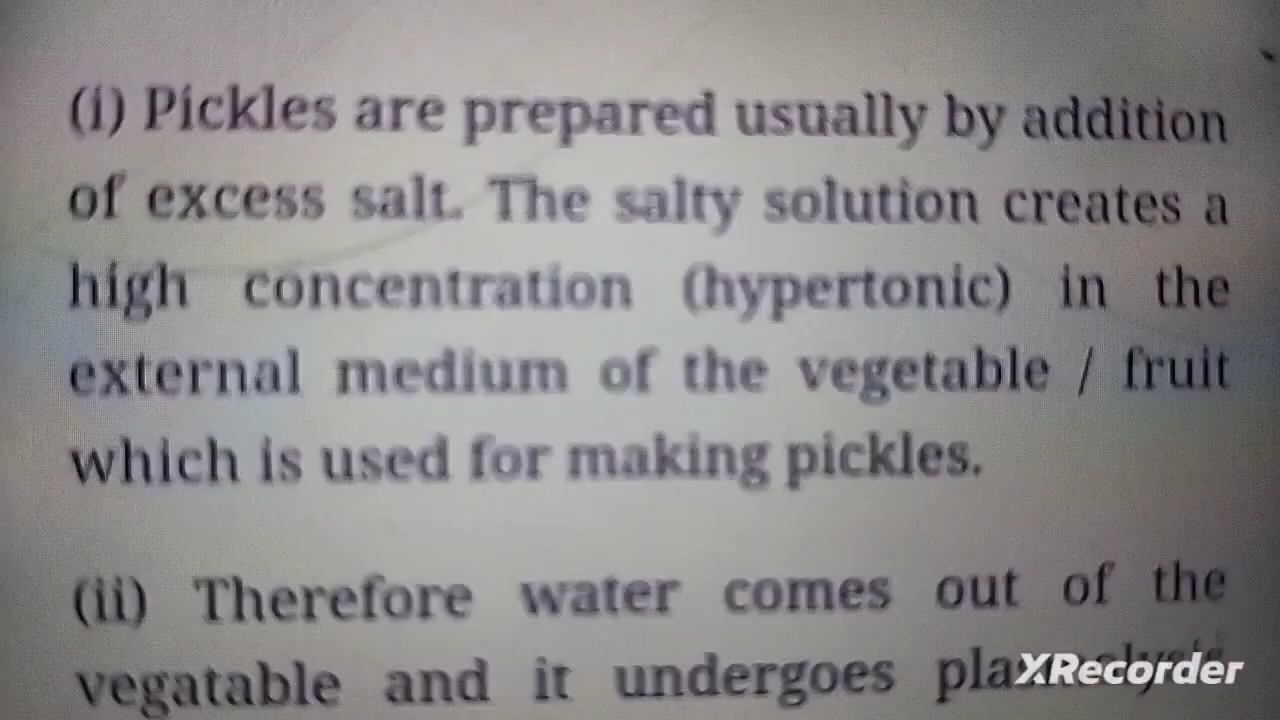 (i) Pickles are prepared usually by addition
of excess salt. The salty solution creates a
high concentration (hypertonic) in the
external medium of the vegetable / fruit
which is used for making pickles.
(ii) Therefore water comes out of the
vegatable and it undergoes
XRecorder